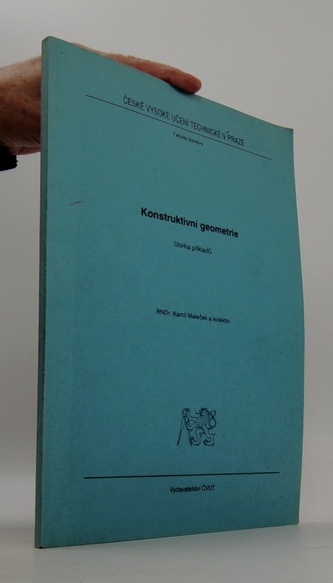 ČESKÉ VYSOKÉ UČENÍ TECHNICKÉ V PRAZE
Fakulta stavební
Konstruktivní geometrie
Sbírka příkladů
RNDr. Kamil Maleček a kolektiv
Vydavatelství ČVUT